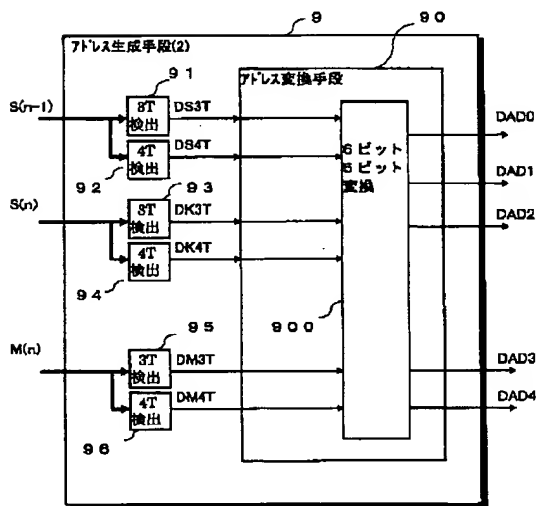 9
90
アドレス生成手段(2)
アドレス変換手段
91
S(n-1)
3T
検出
DS3T
DAD0
4T
検出
DS4T
6ビット
5ビット
変換
DAD1
92
93
S(n)
3T
検出
DK3T
DAD2
4T
検出
DK4T
94
900
95
M(n)
3T
検出
DM3T
DAD3
4T
検出
DM4T
DAD4
96